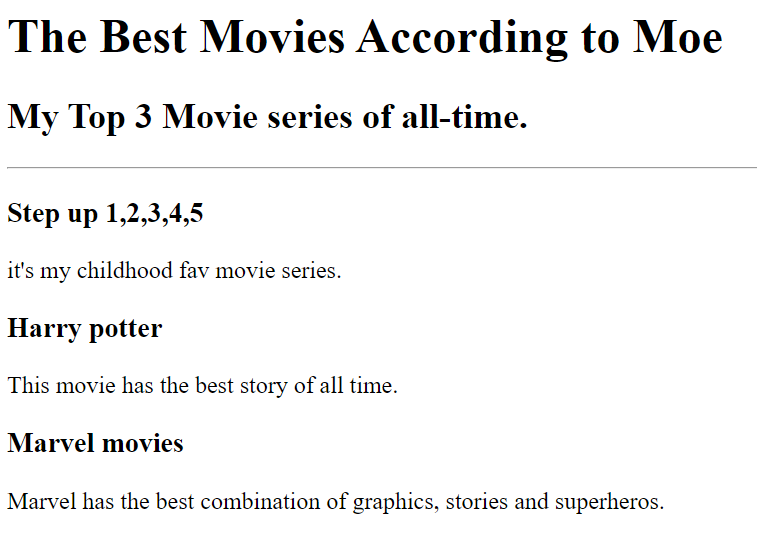 The Best Movies According to Moe
My Top 3 Movie series of all-time.
Step up 1,2,3,4,5
it's my childhood fav movie series.
Harry potter
This movie has the best story of all time.
Marvel movies
Marvel has the best combination of graphics, stories and superheros.